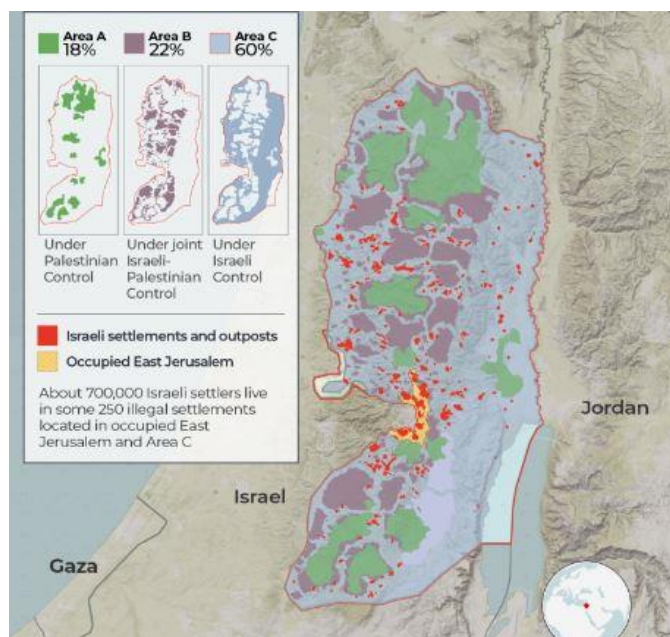 Area A
18%
Area B
22%
Area C
60%
Under
Palestinian
Control
Under joint
Israeli-
Palestinian
Control
Under
Israeli
Control
Israeli settlements and outposts
Occupied East Jerusalem
About 700,000 Israeli settlers live
in some 250 illegal settlements
located in occupied East
Jerusalem and Area C
Jordan
Israel
Gaza